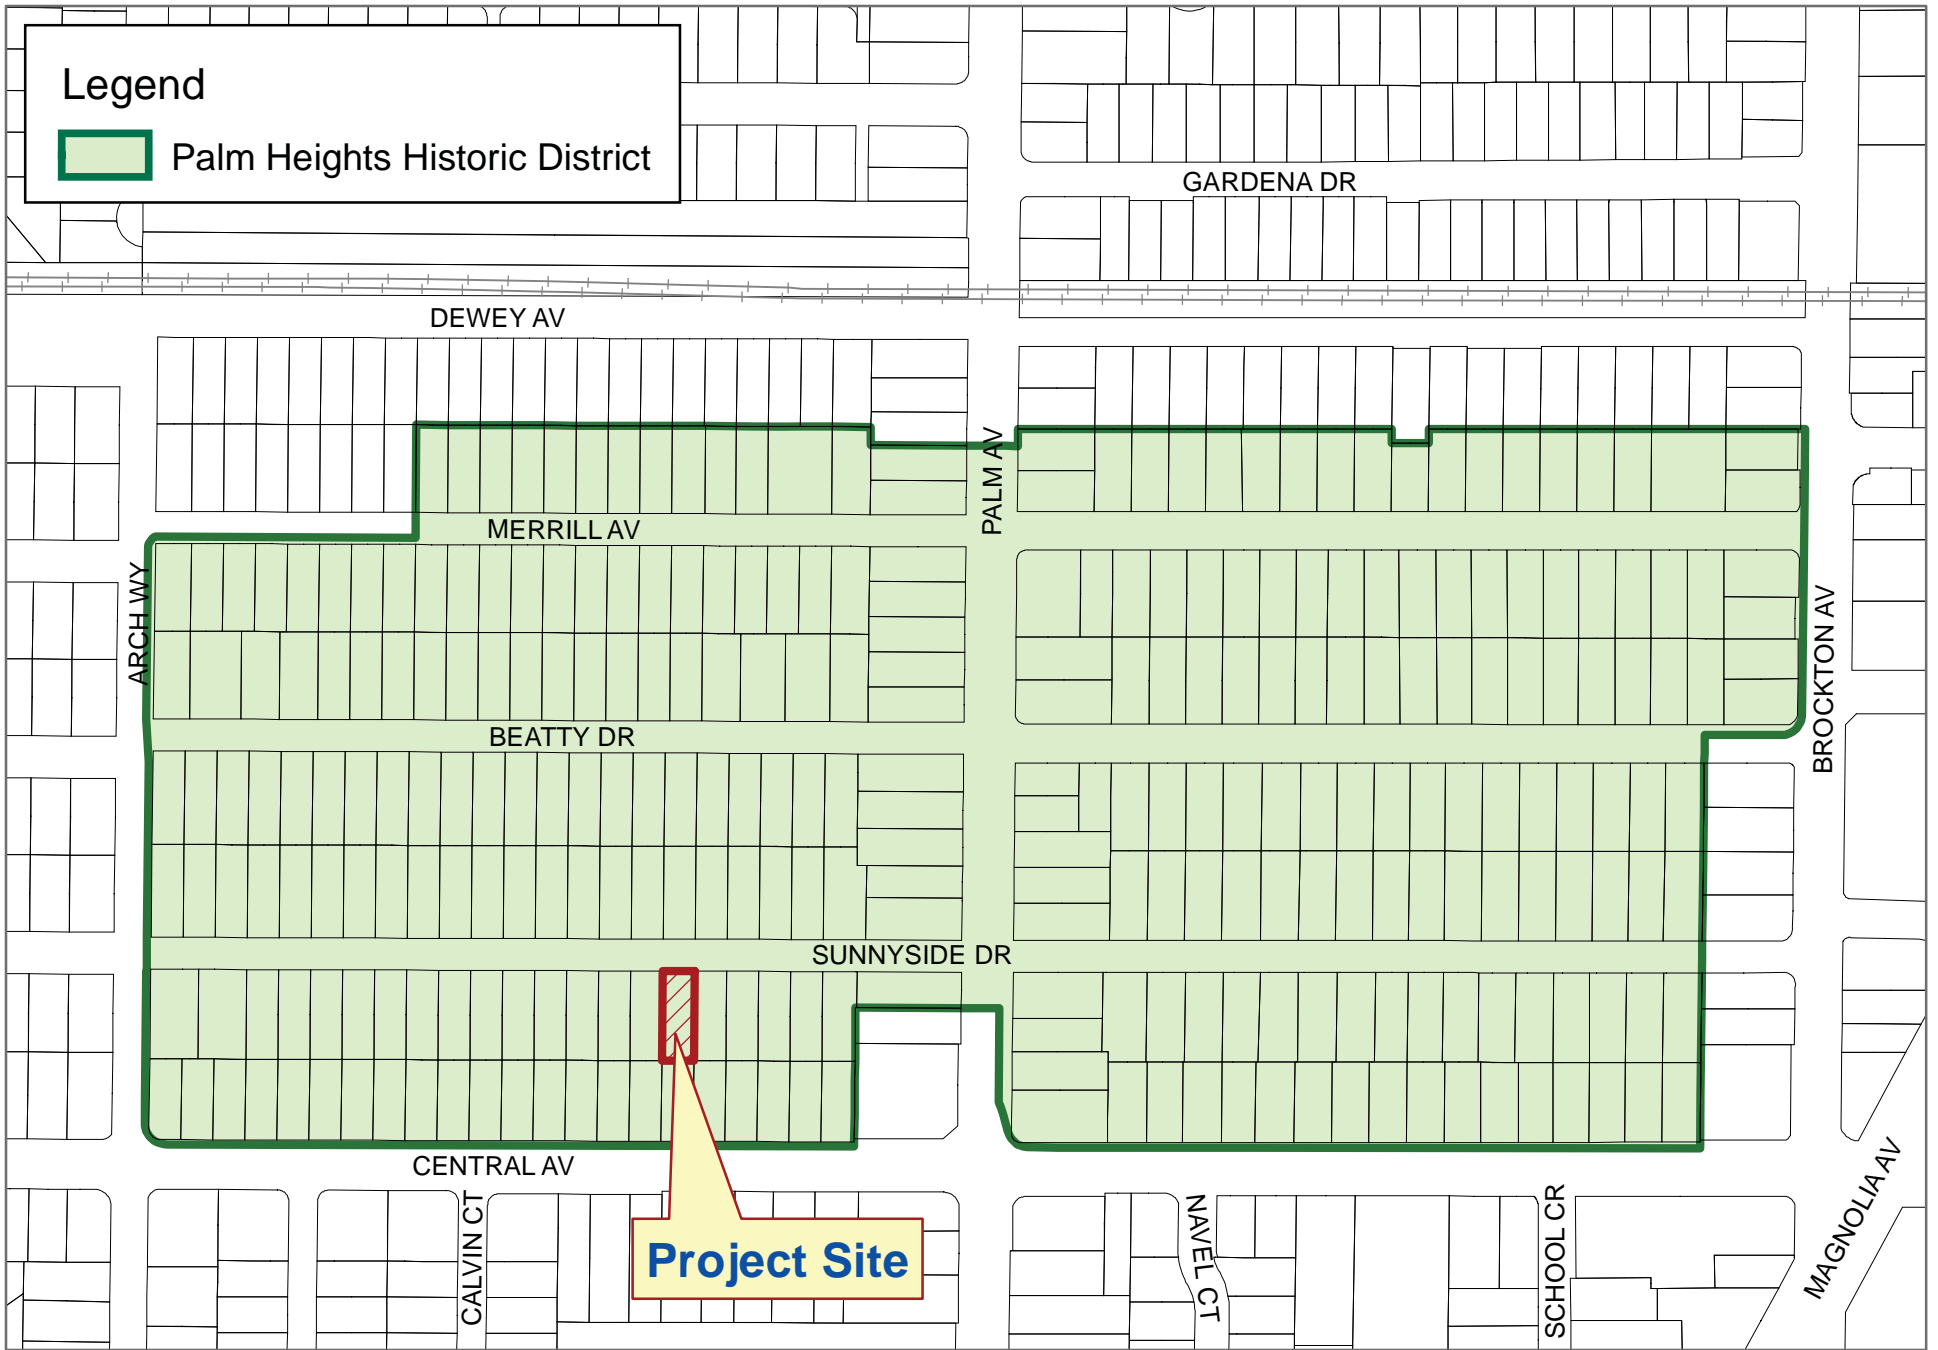 Legend
Palm Heights Historic District
GARDENA DR
DEWEY AV
PALM AV
MERRILL AV
ARCH WY
BROCKTON AV
BEATTY DR
SUNNYSIDE DR
CENTRAL AV
CALVIN CT
Project Site
NAVEL CT
SCHOOL CR
MAGNOLIA AV